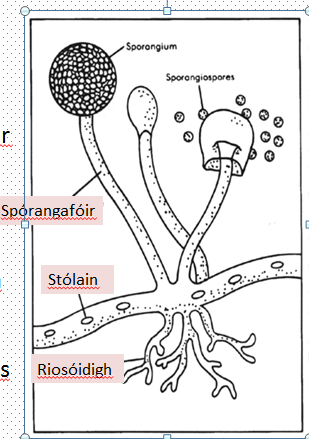 Sporangium
Sporangiospores
r
Spórangafóir
Stólain
s
Riosóidigh